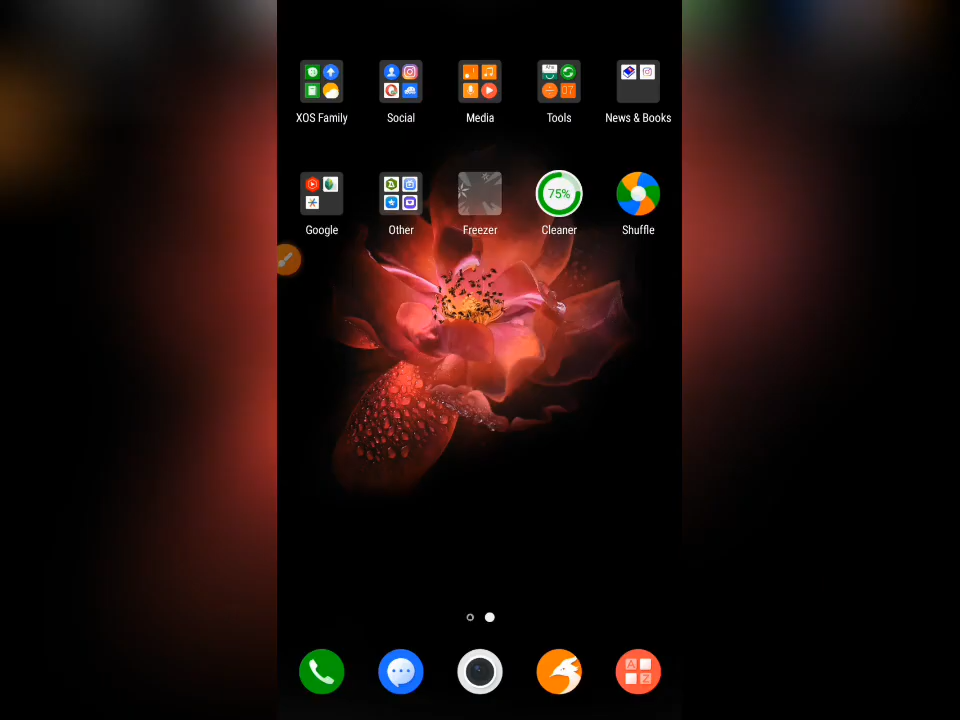 XOS Family
Social
Media
Tools
News & Books
Google
Other
Freezer
75%
Cleaner
Shuffle
A
Z